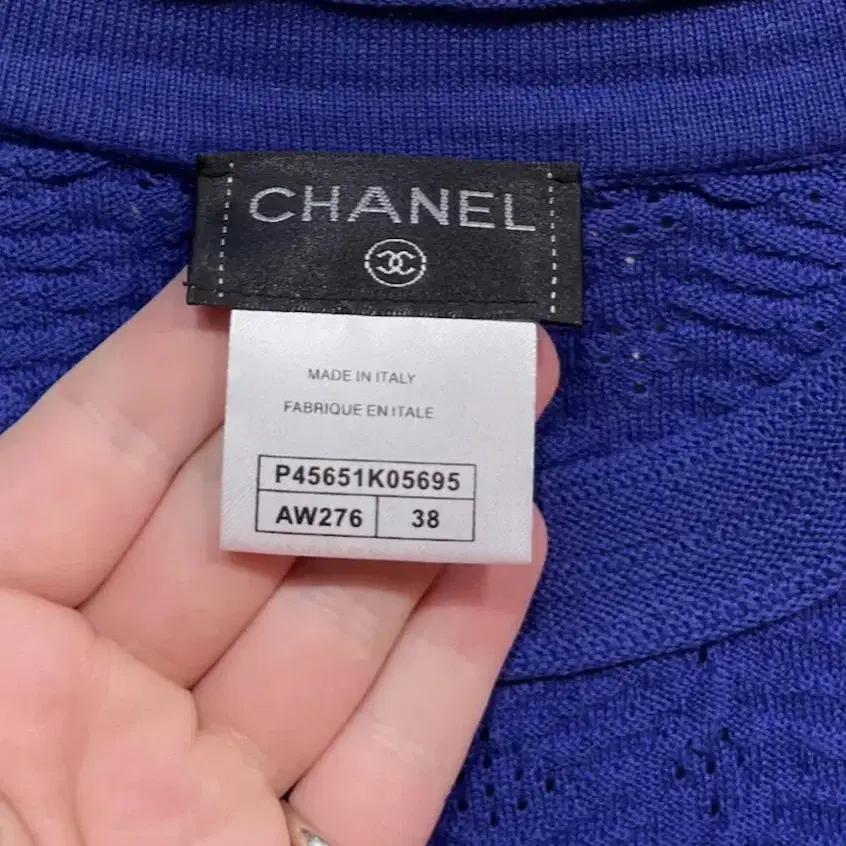 CHANEL
MADE IN ITALY
FABRIQUE EN ITALE
P45651K05695
AW276 38